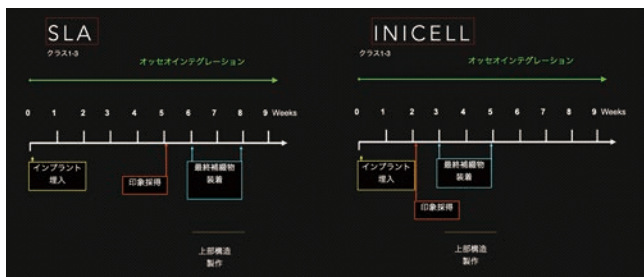 SLA
クラス1-3
オッセオインテグレーション
0 1 2 3 4 5 6 7 8 9 Weeks
インプラント
埋入
印象採得
最終補綴物
装着
上部構造
製作
INICELL
クラス1-3
オッセオインテグレーション
0 1 2 3 4 5 6 7 8 9 Weeks
インプラント
埋入
印象採得
最終補綴物
装着
上部構造
製作